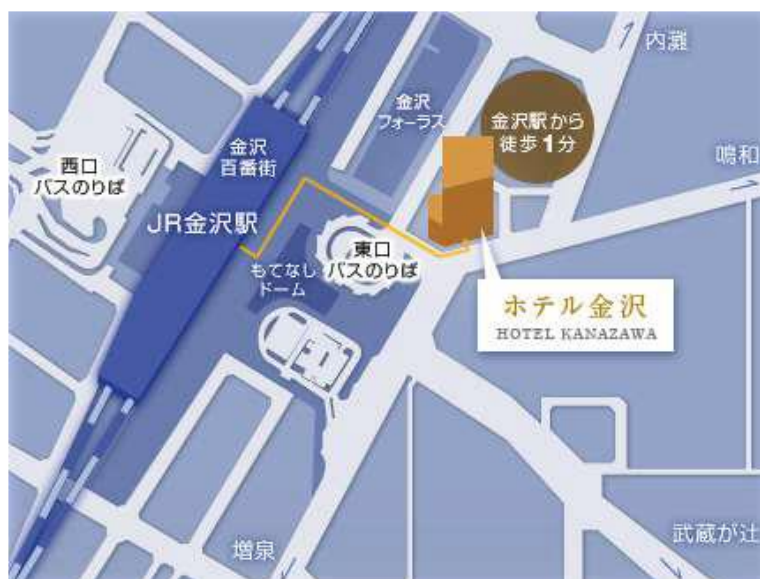 内灘
金沢
フォーラス
金沢駅から
徒歩1分
鳴和
金沢
百番街
西口
バスのりば
JR金沢駅
東口
バスのりば
もてなし
ドーム
ホテル金沢
HOTEL KANAZAWA
武蔵が辻
増泉